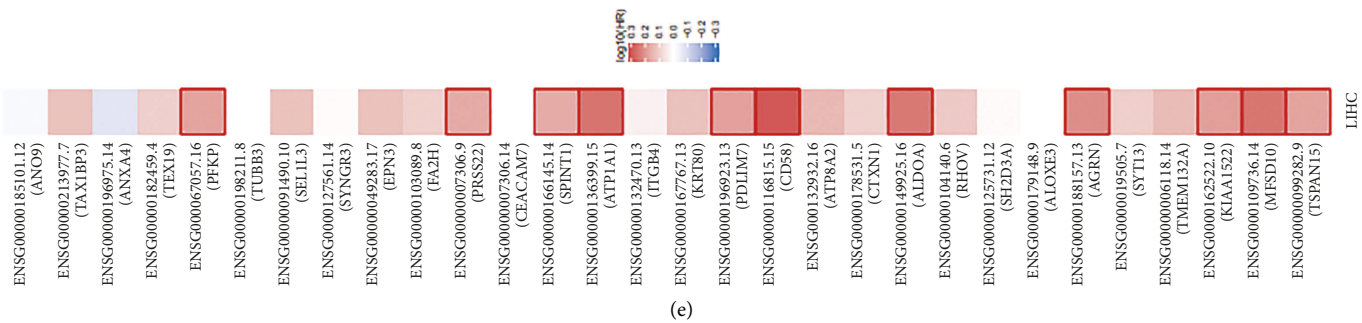 log10(HR)
0.3
0.2
0.1
0.0
−0.1
−0.2
−0.3
LIHC
ENSG00000185101.12
(ANO9)
ENSG00000213977.7
(TAX1BP3)
ENSG00000196975.14
(ANXA4)
ENSG00000182459.4
(TEX19)
ENSG00000067057.16
(PFKP)
ENSG00000198211.8
(TUBB3)
ENSG00000091490.10
(SEL1L3)
ENSG00000127561.14
(SYNGR3)
ENSG00000049283.17
(EPN3)
ENSG00000103089.8
(FA2H)
ENSG00000007306.9
(PRSS22)
ENSG00000007306.14
(CEACAM7)
ENSG00000166145.14
(SPINT1)
ENSG00000136399.15
(ATP1A1)
ENSG00000132470.13
(ITGB4)
ENSG00000167767.13
(KRT80)
ENSG00000196923.13
(PDLIM7)
ENSG00000116815.15
(CD58)
ENSG00000132932.16
(ATP8A2)
ENSG00000178531.5
(CTXN1)
ENSG00000149925.16
(ALDOA)
ENSG00000104140.6
(RHOV)
ENSG00000125731.12
(SH2D3A)
ENSG00000179148.9
(ALOXE3)
ENSG00000188157.13
(AGRN)
ENSG00000019505.7
(SYT13)
ENSG00000006118.14
(TMEM132A)
ENSG00000162522.10
(KIAA1522)
ENSG00000109736.14
(MFSD10)
ENSG00000099282.9
(TSPAN15)
(e)